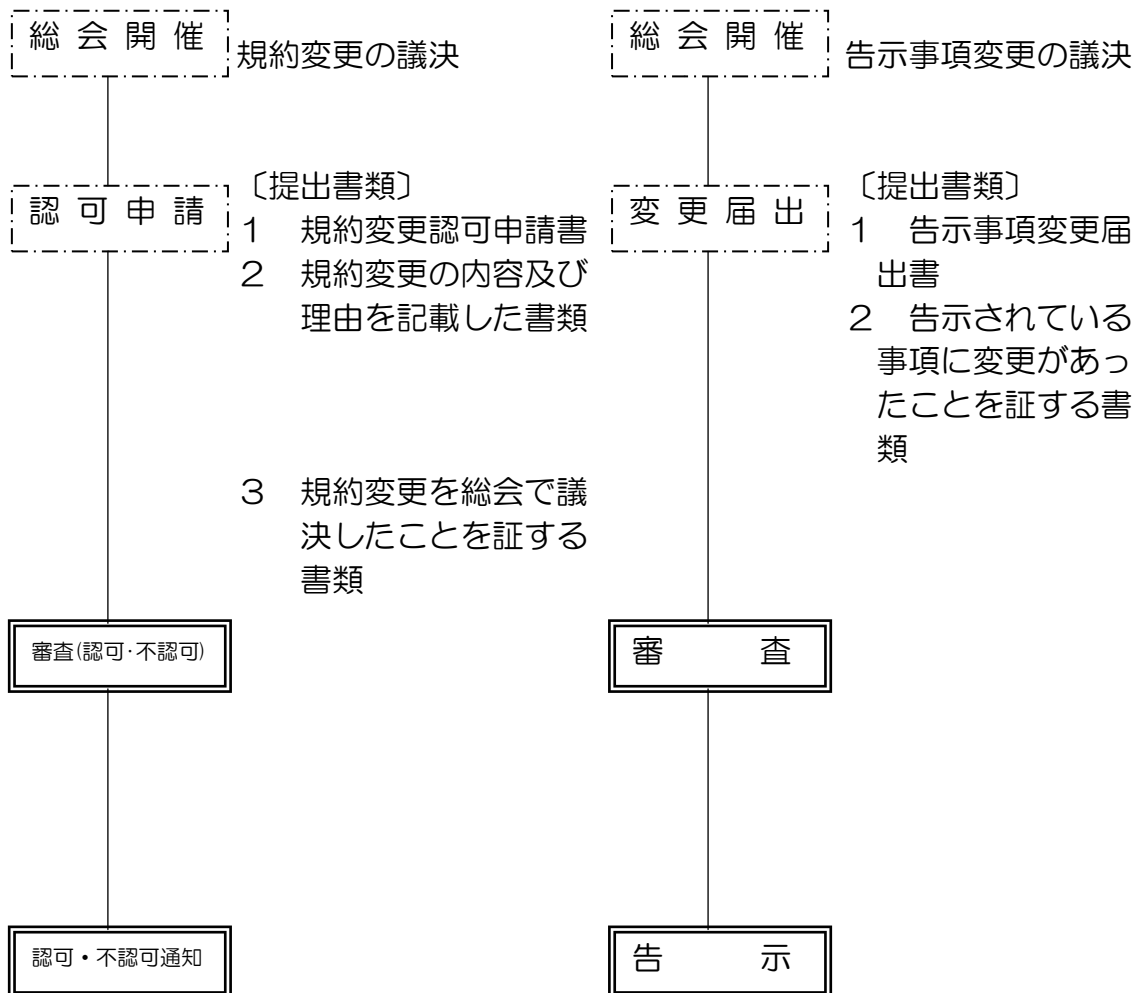 総会開催
規約変更の議決
認可申請
〔提出書類〕
1　規約変更認可申請書
2　規約変更の内容及び
理由を記載した書類
3　規約変更を総会で議
決したことを証する
書類
審査(認可･不認可)
認可・不認可通知
総会開催
告示事項変更の議決
変更届出
〔提出書類〕
1　告示事項変更届
出書
2　告示されている
事項に変更があっ
たことを証する書
類
審　査
告　示